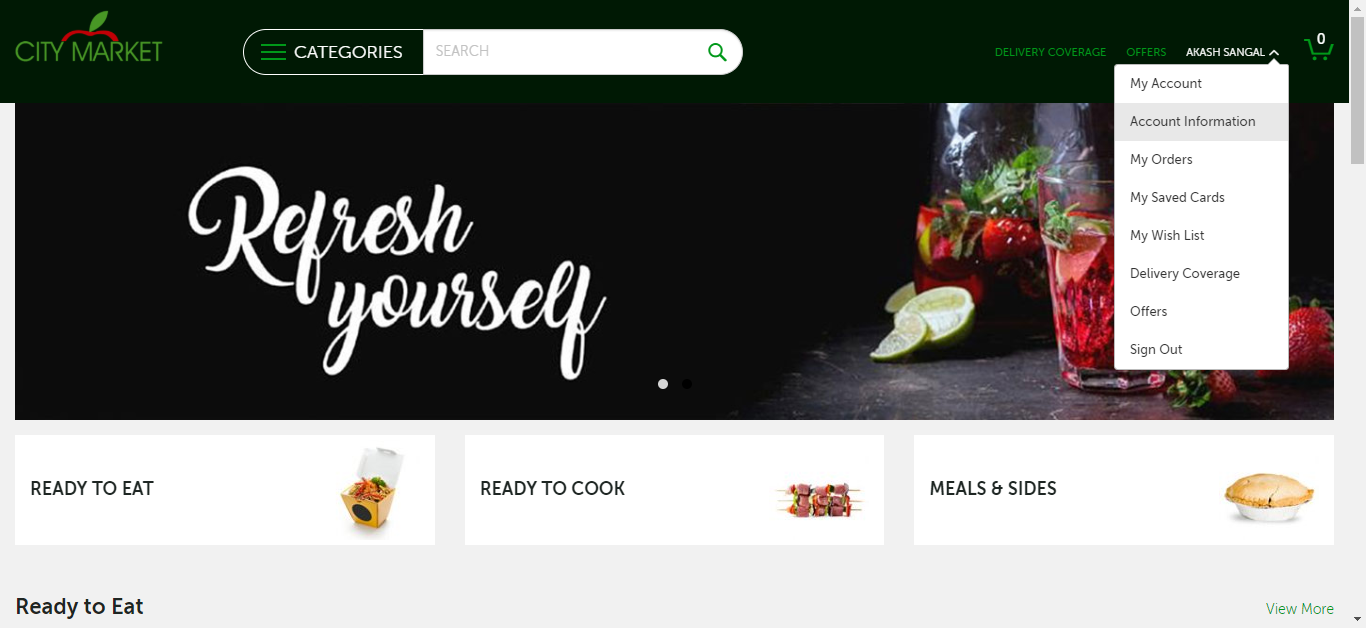 CITY MARKET
CATEGORIES
SEARCH
DELIVERY COVERAGE
OFFERS
AKASH SANGAL
0
My Account
Account Information
My Orders
My Saved Cards
My Wish List
Delivery Coverage
Offers
Sign Out
Refresh
yourself
READY TO EAT
READY TO COOK
MEALS & SIDES
Ready to Eat
View More